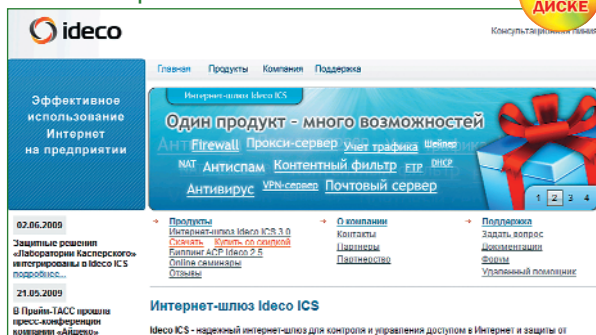 ДИСКЕ
ideco
Консультационная линия
Главная Продукты Компания Поддержка
Эффективное
использование
Интернет
на предприятии
Интернет-шлюз Ideco ICS
Один продукт - много возможностей
Firewall Прокси-сервер Учет трафика Шейпер
NAT Антиспам Контентный фильтр FTP DHCP
Антивирус VPN-сервер Почтовый сервер
1 2 3 4
02.06.2009
Защитные решения
«Лаборатории Касперского»
интегрированы в Ideco ICS
подробнее...
21.05.2009
В Прайм-ТАСС прошла
пресс-конференция
компании «Айдеко»
Продукты
Интернет-шлюз Ideco ICS 3.0
Скачать Купить со скидкой
Биллинг АСР Ideco 2.5
Online семинары
Отзывы
О компании
Контакты
Партнеры
Партнерство
Поддержка
Задать вопрос
Документация
Форум
Удаленный помощник
Интернет-шлюз Ideco ICS
Ideco ICS - надежный интернет-шлюз для контроля и управления доступом в Интернет и защиты от